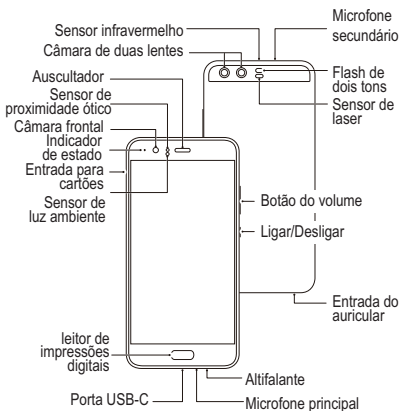 Microfone
secundário
Sensor infravermelho
Câmara de duas lentes
Flash de
dois tons
Sensor de
laser
Auscultador
Sensor de
proximidade ótico
Câmara frontal
Indicador
de estado
Entrada para
cartões
Sensor de
luz ambiente
Botão do volume
Ligar/Desligar
Entrada do
auricular
leitor de
impressões
digitais
Altifalante
Porta USB-C
Microfone principal